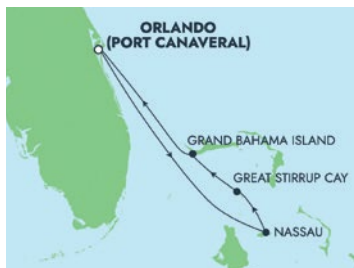 ORLANDO
(PORT CANAVERAL)
GRAND BAHAMA ISLAND
GREAT STIRRUP CAY
NASSAU